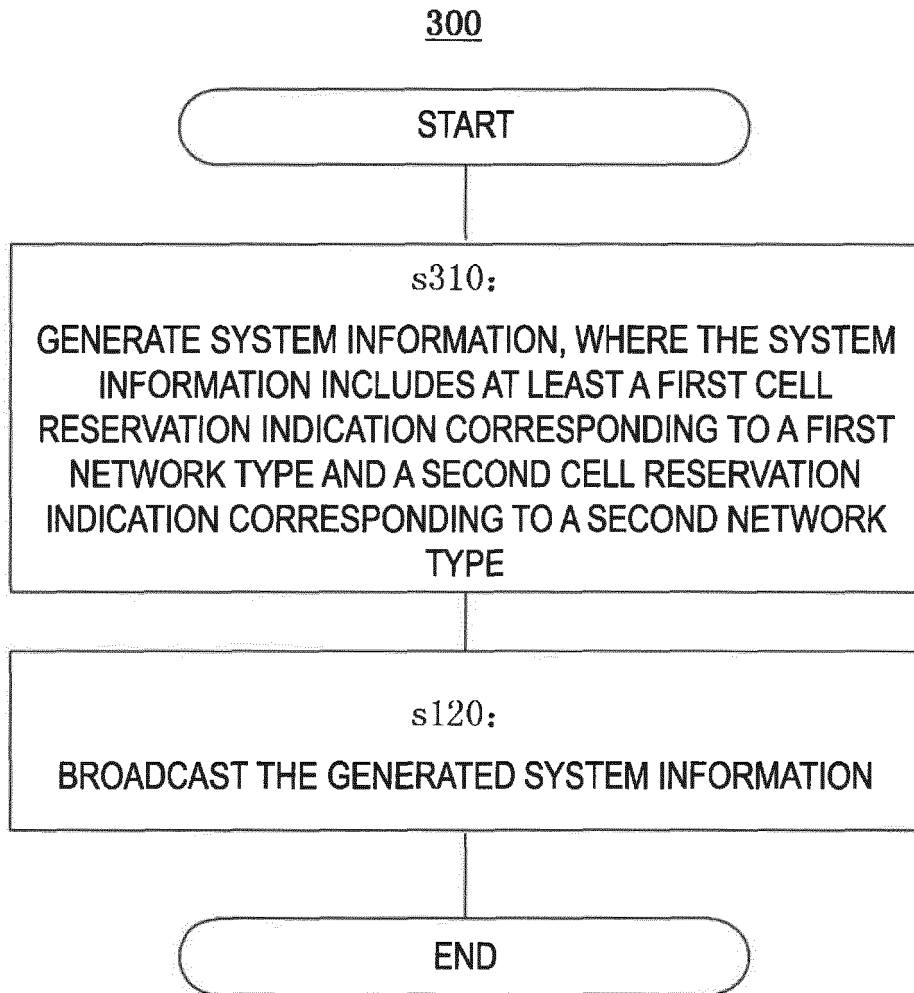 300
START
s310:
GENERATE SYSTEM INFORMATION, WHERE THE SYSTEM
INFORMATION INCLUDES AT LEAST A FIRST CELL
RESERVATION INDICATION CORRESPONDING TO A FIRST
NETWORK TYPE AND A SECOND CELL RESERVATION
INDICATION CORRESPONDING TO A SECOND NETWORK
TYPE
s120:
BROADCAST THE GENERATED SYSTEM INFORMATION
END